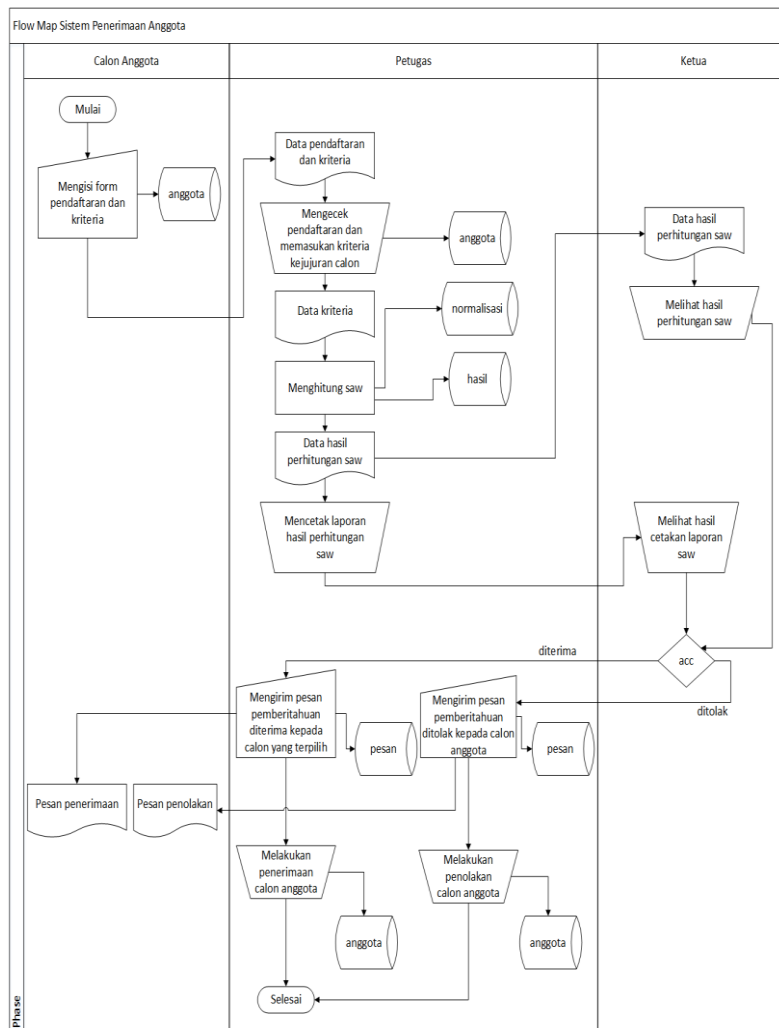 Flow Map Sistem Penerimaan Anggota
Calon Anggota
Petugas
Ketua
Mulai
Mengisi form
pendaftaran dan
kriteria
anggota
Data pendaftaran
dan kriteria
Mengecek
pendaftaran dan
memasukan kriteria
kejujuran calon
anggota
Data kriteria
normalisasi
Menghitung saw
hasil
Data hasil
perhitungan saw
Mencetak laporan
hasil perhitungan
saw
Data hasil
perhitungan saw
Melihat hasil
perhitungan saw
Melihat hasil
cetakan laporan
saw
acc
diterima
ditolak
Mengirim pesan
pemberitahuan
diterima kepada
calon yang terpilih
pesan
Mengirim pesan
pemberitahuan
ditolak kepada calon
anggota
pesan
Pesan penerimaan
Pesan penolakan
Melakukan
penerimaan
calon anggota
anggota
Melakukan
penolakan
calon anggota
anggota
Selesai
Phase